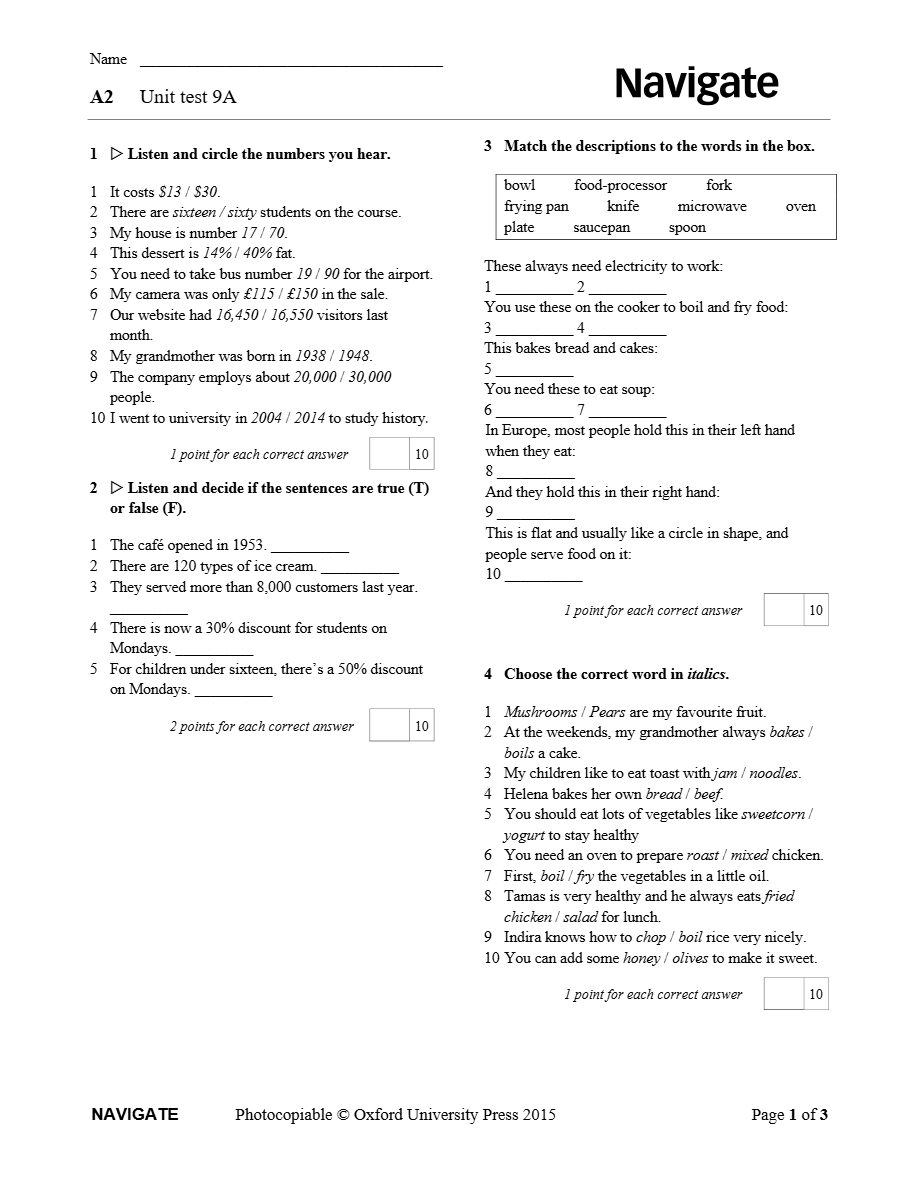 Name ____________________________________
Navigate
A2 Unit test 9A
1 ▷ Listen and circle the numbers you hear.
1 It costs $13 / $30.
2 There are sixteen / sixty students on the course.
3 My house is number 17 / 70.
4 This dessert is 14% / 40% fat.
5 You need to take bus number 19 / 90 for the airport.
6 My camera was only £115 / £150 in the sale.
7 Our website had 16,450 / 16,550 visitors last
month.
8 My grandmother was born in 1938 / 1948.
9 The company employs about 20,000 / 30,000
people.
10 I went to university in 2004 / 2014 to study history.
1 point for each correct answer 10
2 ▷ Listen and decide if the sentences are true (T)
or false (F).
1 The café opened in 1953. __________
2 There are 120 types of ice cream. __________
3 They served more than 8,000 customers last year.
__________
4 There is now a 30% discount for students on
Mondays. __________
5 For children under sixteen, there’s a 50% discount
on Mondays. __________
2 points for each correct answer 10
3 Match the descriptions to the words in the box.
bowl food-processor fork
frying pan knife microwave oven
plate saucepan spoon
These always need electricity to work:
1 __________ 2 __________
You use these on the cooker to boil and fry food:
3 __________ 4 __________
This bakes bread and cakes:
5 __________
You need these to eat soup:
6 __________ 7 __________
In Europe, most people hold this in their left hand
when they eat:
8 __________
And they hold this in their right hand:
9 __________
This is flat and usually like a circle in shape, and
people serve food on it:
10 __________
1 point for each correct answer 10
4 Choose the correct word in italics.
1 Mushrooms / Pears are my favourite fruit.
2 At the weekends, my grandmother always bakes /
boils a cake.
3 My children like to eat toast with jam / noodles.
4 Helena bakes her own bread / beef.
5 You should eat lots of vegetables like sweetcorn /
yogurt to stay healthy
6 You need an oven to prepare roast / mixed chicken.
7 First, boil / fry the vegetables in a little oil.
8 Tamas is very healthy and he always eats fried
chicken / salad for lunch.
9 Indira knows how to chop / boil rice very nicely.
10 You can add some honey / olives to make it sweet.
1 point for each correct answer 10
NAVIGATE Photocopiable © Oxford University Press 2015 Page 1 of 3